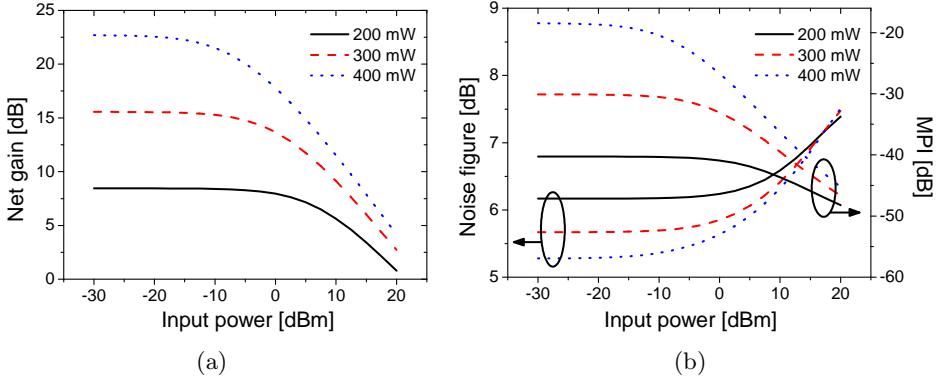 25
20
15
10
5
0
Net gain [dB]
200 mW
300 mW
400 mW
-30
-20
-10
0
10
20
Input power [dBm]
(a)
9
8
7
6
5
Noise figure [dB]
200 mW
300 mW
400 mW
-20
-30
-40
-50
-60
MPI [dB]
-30
-20
-10
0
10
20
Input power [dBm]
(b)